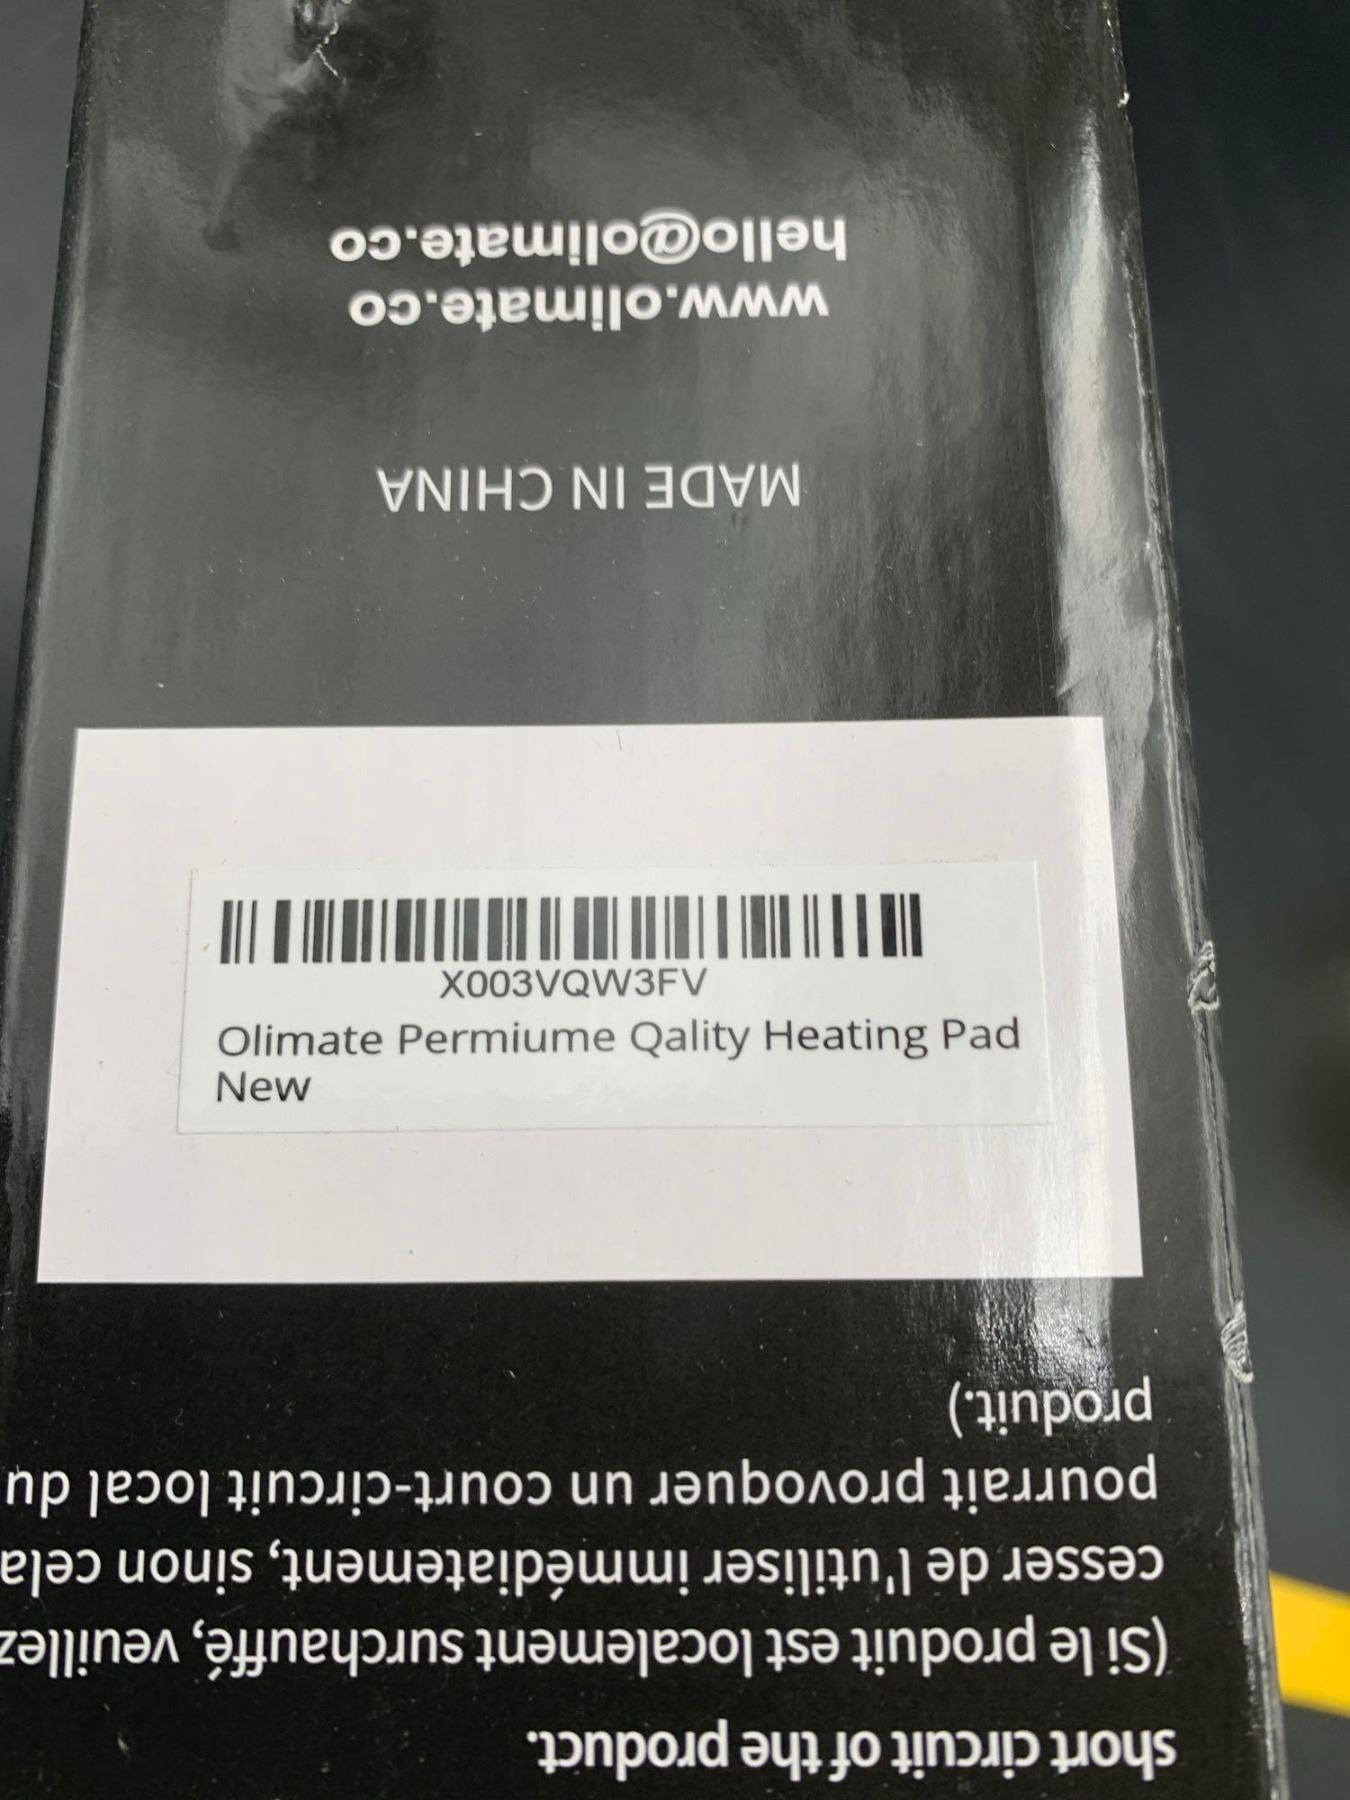 short circuit of the product.
(Si le produit est localement surchauffé, veuillez
cesser de l'utiliser immédiatement, sinon cela
pourrait provoquer un court-circuit local du
produit.)
X003VQW3FV
Olimate Permiume Qality Heating Pad
New
MADE IN CHINA
www.olimate.co
hello@olimate.co